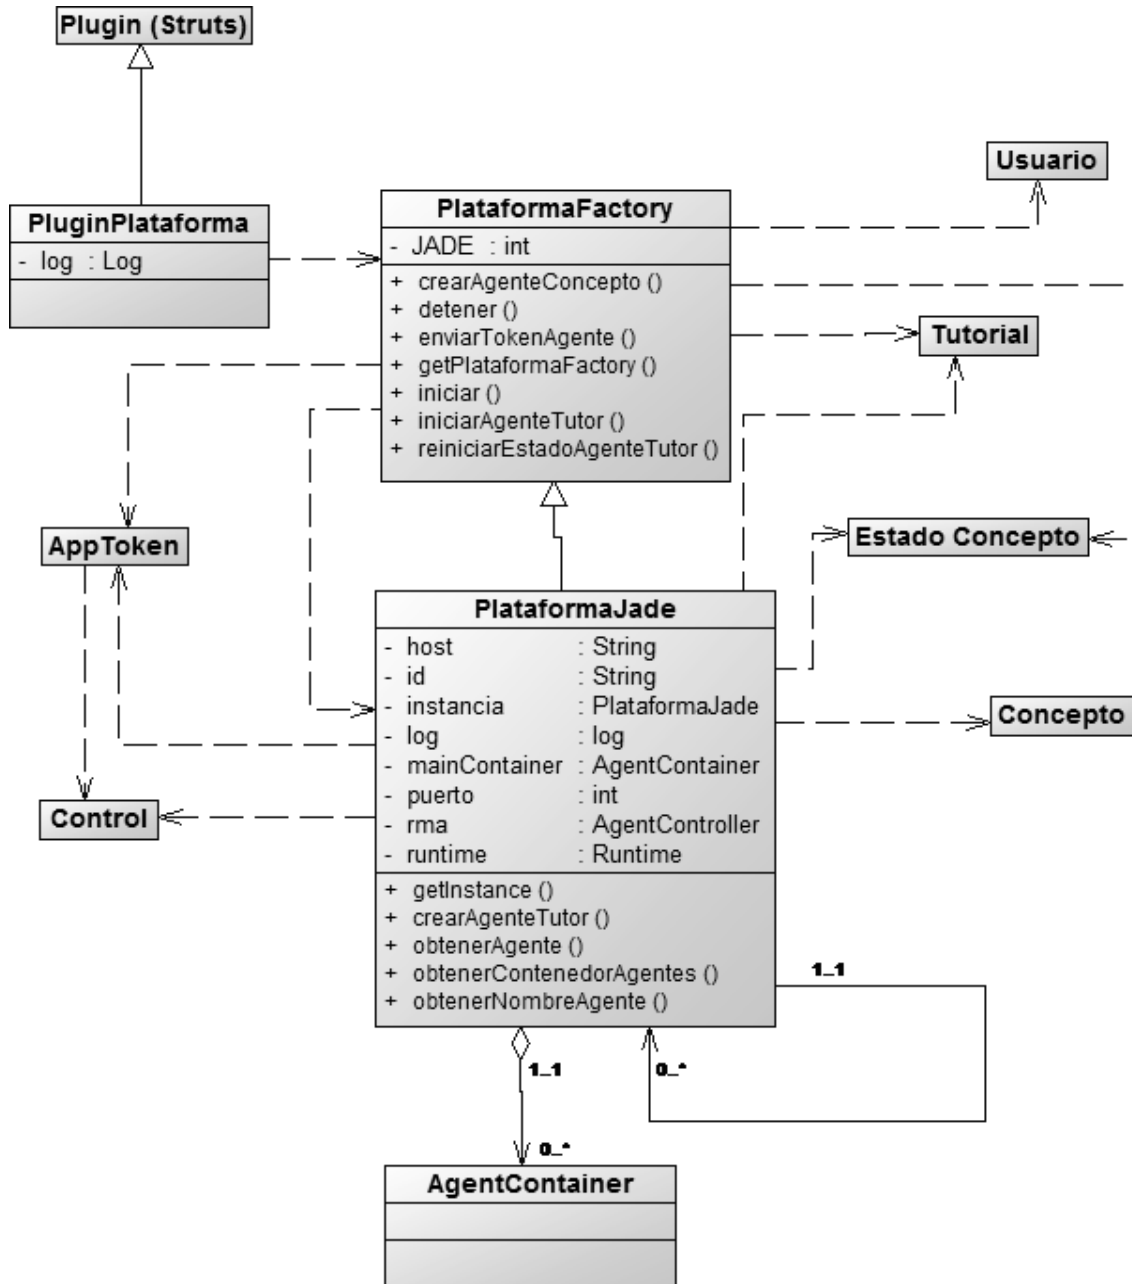 Plugin (Struts)
Usuario
PluginPlataforma
- log : Log
PlataformaFactory
- JADE : int
+ crearAgenteConcepto ()
+ detener ()
+ enviarTokenAgente ()
+ getPlataformaFactory ()
+ iniciar ()
+ iniciarAgenteTutor ()
+ reiniciarEstadoAgenteTutor ()
Tutorial
AppToken
Estado Concepto
PlataformaJade
- host : String
- id : String
- instancia : PlataformaJade
- log : log
- mainContainer : AgentContainer
- puerto : int
- rma : AgentController
- runtime : Runtime
+ getInstance ()
+ crearAgenteTutor ()
+ obtenerAgente ()
+ obtenerContenedorAgentes ()
+ obtenerNombreAgente ()
Concepto
Control
1..1
1..1
0..*
0..*
AgentContainer